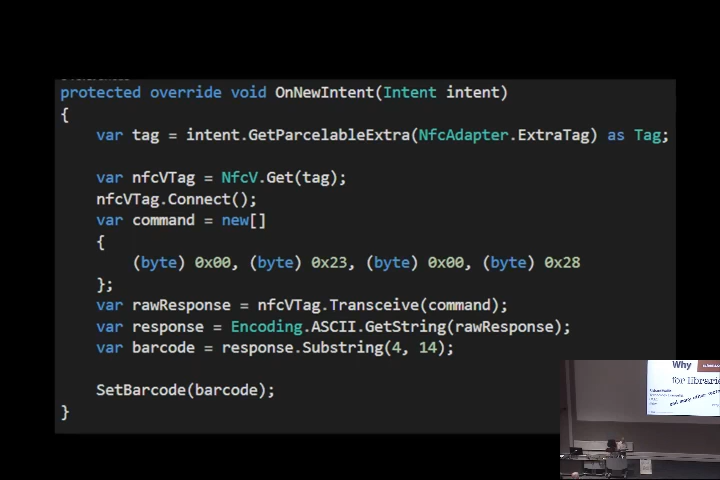 protected override void OnNewIntent(Intent intent)
{
var tag = intent.GetParcelableExtra(NfcAdapter.ExtraTag) as Tag;
var nfcVTag = NfcV.Get(tag);
nfcVTag.Connect();
var command = new[]
{
(byte) 0x00, (byte) 0x23, (byte) 0x00, (byte) 0x28
};
var rawResponse = nfcVTag.Transceive(command);
var response = Encoding.ASCII.GetString(rawResponse);
var barcode = response.Substring(4, 14);
SetBarcode(barcode);
}
Why
for librarie